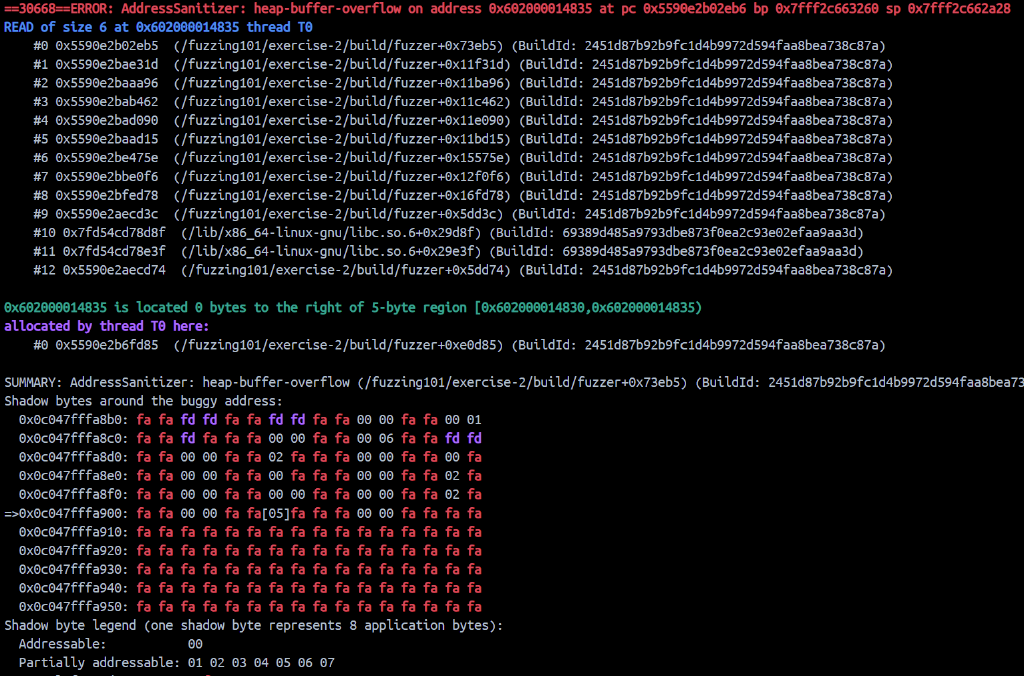 ==30668==ERROR: AddressSanitizer: heap-buffer-overflow on address 0x602000014835 at pc 0x5590e2b02eb6 bp 0x7fff2c663260 sp 0x7fff2c662a28
READ of size 6 at 0x602000014835 thread T0
#0 0x5590e2b02eb5 (/fuzzing101/exercise-2/build/fuzzer+0x73eb5) (BuildId: 2451d87b92b9fc1d4b9972d594faa8bea738c87a)
#1 0x5590e2bae31d (/fuzzing101/exercise-2/build/fuzzer+0x11f31d) (BuildId: 2451d87b92b9fc1d4b9972d594faa8bea738c87a)
#2 0x5590e2baaa96 (/fuzzing101/exercise-2/build/fuzzer+0x11ba96) (BuildId: 2451d87b92b9fc1d4b9972d594faa8bea738c87a)
#3 0x5590e2bab462 (/fuzzing101/exercise-2/build/fuzzer+0x11c462) (BuildId: 2451d87b92b9fc1d4b9972d594faa8bea738c87a)
#4 0x5590e2bad090 (/fuzzing101/exercise-2/build/fuzzer+0x11e090) (BuildId: 2451d87b92b9fc1d4b9972d594faa8bea738c87a)
#5 0x5590e2baad15 (/fuzzing101/exercise-2/build/fuzzer+0x11bd15) (BuildId: 2451d87b92b9fc1d4b9972d594faa8bea738c87a)
#6 0x5590e2be475e (/fuzzing101/exercise-2/build/fuzzer+0x15575e) (BuildId: 2451d87b92b9fc1d4b9972d594faa8bea738c87a)
#7 0x5590e2bbe0f6 (/fuzzing101/exercise-2/build/fuzzer+0x12f0f6) (BuildId: 2451d87b92b9fc1d4b9972d594faa8bea738c87a)
#8 0x5590e2bfed78 (/fuzzing101/exercise-2/build/fuzzer+0x16fd78) (BuildId: 2451d87b92b9fc1d4b9972d594faa8bea738c87a)
#9 0x5590e2aecd3c (/fuzzing101/exercise-2/build/fuzzer+0x5dd3c) (BuildId: 2451d87b92b9fc1d4b9972d594faa8bea738c87a)
#10 0x7fd54cd78d8f (/lib/x86_64-linux-gnu/libc.so.6+0x29d8f) (BuildId: 69389d485a9793dbe873f0ea2c93e02efaa9aa3d)
#11 0x7fd54cd78e3f (/lib/x86_64-linux-gnu/libc.so.6+0x29e3f) (BuildId: 69389d485a9793dbe873f0ea2c93e02efaa9aa3d)
#12 0x5590e2aecd74 (/fuzzing101/exercise-2/build/fuzzer+0x5dd74) (BuildId: 2451d87b92b9fc1d4b9972d594faa8bea738c87a)
0x602000014835 is located 0 bytes to the right of 5-byte region [0x602000014830,0x602000014835)
allocated by thread T0 here:
#0 0x5590e2b6fd85 (/fuzzing101/exercise-2/build/fuzzer+0xe0d85) (BuildId: 2451d87b92b9fc1d4b9972d594faa8bea738c87a)
SUMMARY: AddressSanitizer: heap-buffer-overflow (/fuzzing101/exercise-2/build/fuzzer+0x73eb5) (BuildId: 2451d87b92b9fc1d4b9972d594faa8bea73
Shadow bytes around the buggy address:
0x0c047fffa8b0: fa fa fd fd fa fa fd fd fa fa 00 00 fa fa 00 01
0x0c047fffa8c0: fa fa fd fa fa fa 00 00 fa fa 00 06 fa fa fd fd
0x0c047fffa8d0: fa fa 00 00 fa fa 02 fa fa fa 00 00 fa fa 00 fa
0x0c047fffa8e0: fa fa 00 00 fa fa 00 fa fa fa 00 00 fa fa 02 fa
0x0c047fffa8f0: fa fa 00 00 fa fa 00 00 fa fa 00 00 fa fa 02 fa
=>0x0c047fffa900: fa fa 00 00 fa fa[05]fa fa fa 00 00 fa fa fa fa
0x0c047fffa910: fa fa fa fa fa fa fa fa fa fa fa fa fa fa fa fa
0x0c047fffa920: fa fa fa fa fa fa fa fa fa fa fa fa fa fa fa fa
0x0c047fffa930: fa fa fa fa fa fa fa fa fa fa fa fa fa fa fa fa
0x0c047fffa940: fa fa fa fa fa fa fa fa fa fa fa fa fa fa fa fa
0x0c047fffa950: fa fa fa fa fa fa fa fa fa fa fa fa fa fa fa fa
Shadow byte legend (one shadow byte represents 8 application bytes):
Addressable: 00
Partially addressable: 01 02 03 04 05 06 07